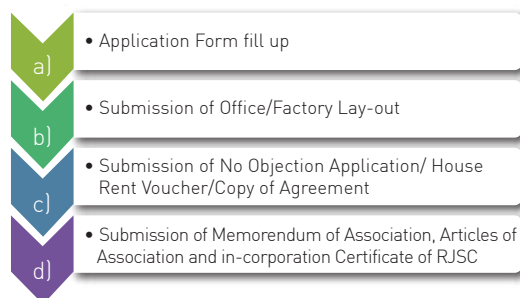 a)
• Application Form fill up
b)
• Submission of Office/Factory Lay-out
c)
• Submission of No Objection Application/ House
Rent Voucher/Copy of Agreement
d)
• Submission of Memorendum of Association, Articles of
Association and in-corporation Certificate of RJSC